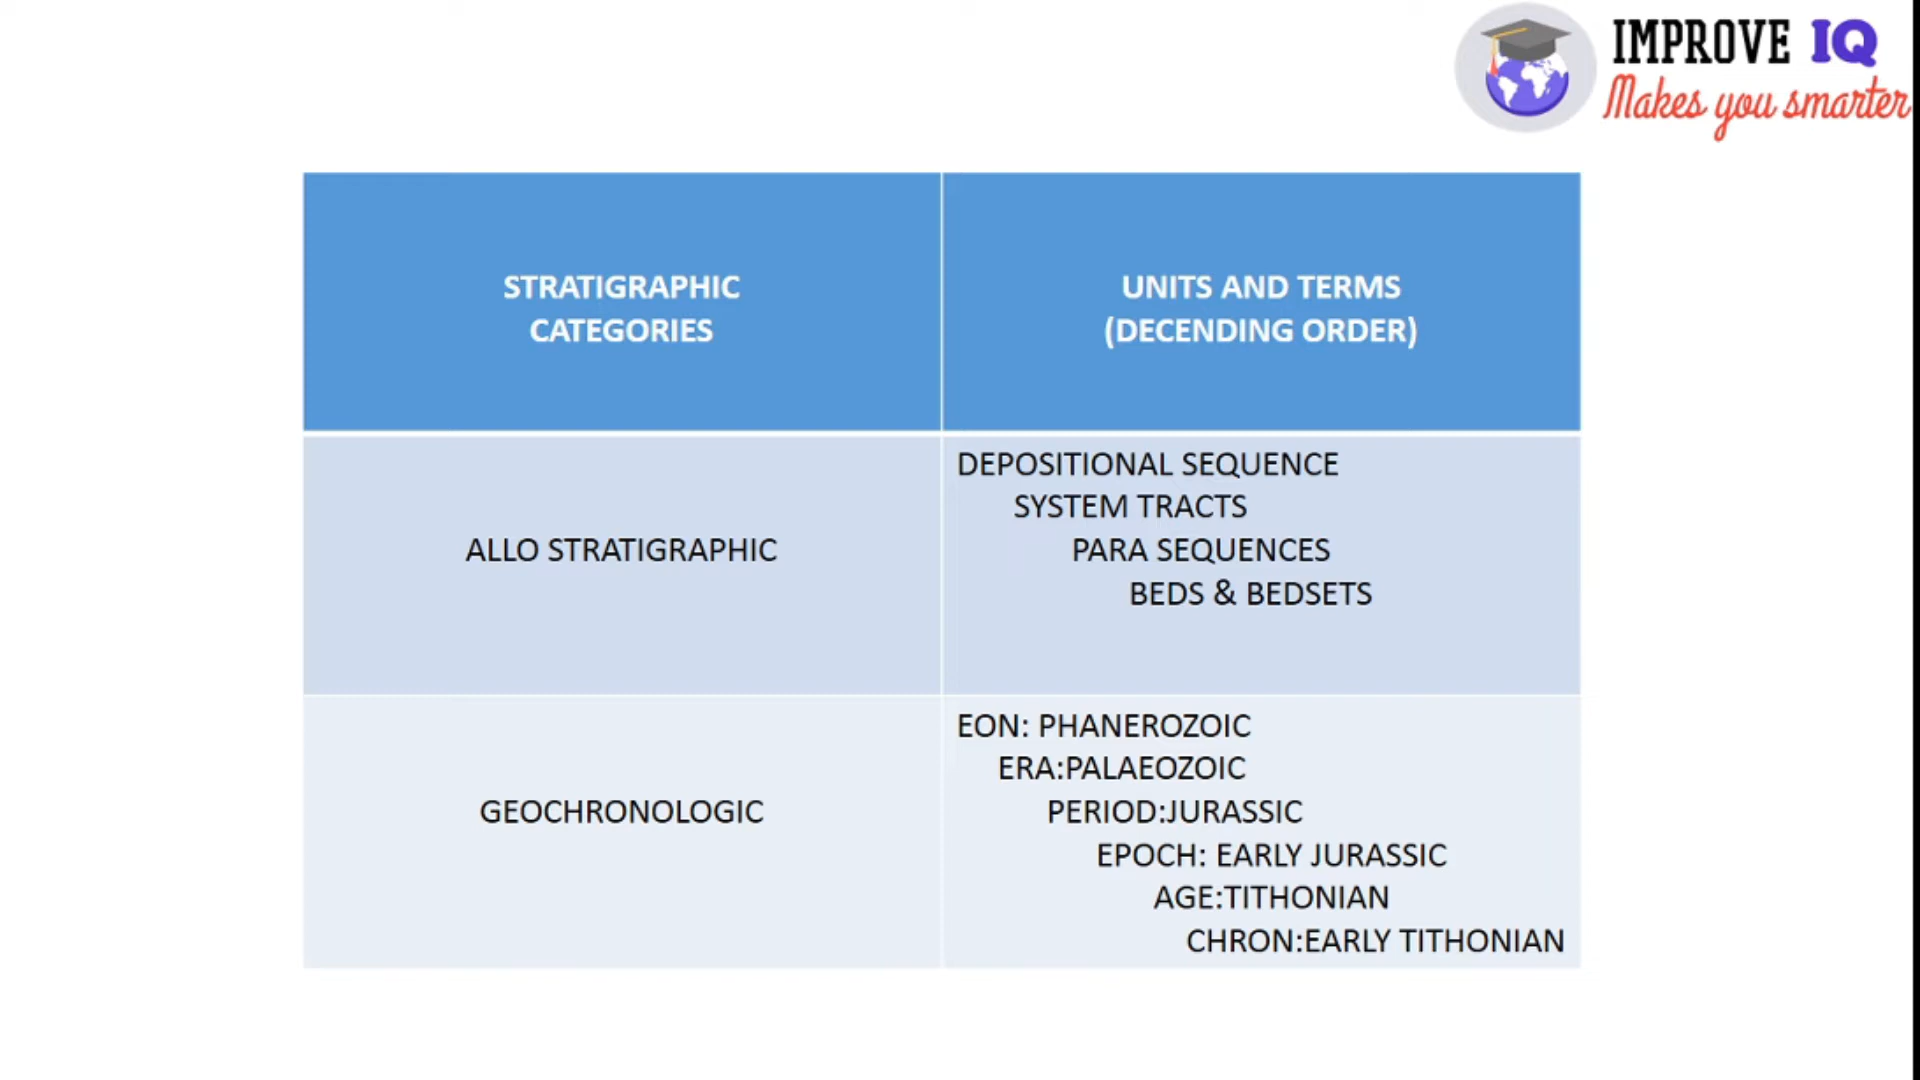 IMPROVE IQ
Makes you smarter
STRATIGRAPHIC
CATEGORIES
UNITS AND TERMS
(DECENDING ORDER)
ALLO STRATIGRAPHIC
DEPOSITIONAL SEQUENCE
SYSTEM TRACTS
PARA SEQUENCES
BEDS & BEDSETS
GEOCHRONOLOGIC
EON: PHANEROZOIC
ERA:PALAEOZOIC
PERIOD:JURASSIC
EPOCH: EARLY JURASSIC
AGE:TITHONIAN
CHRON:EARLY TITHONIAN